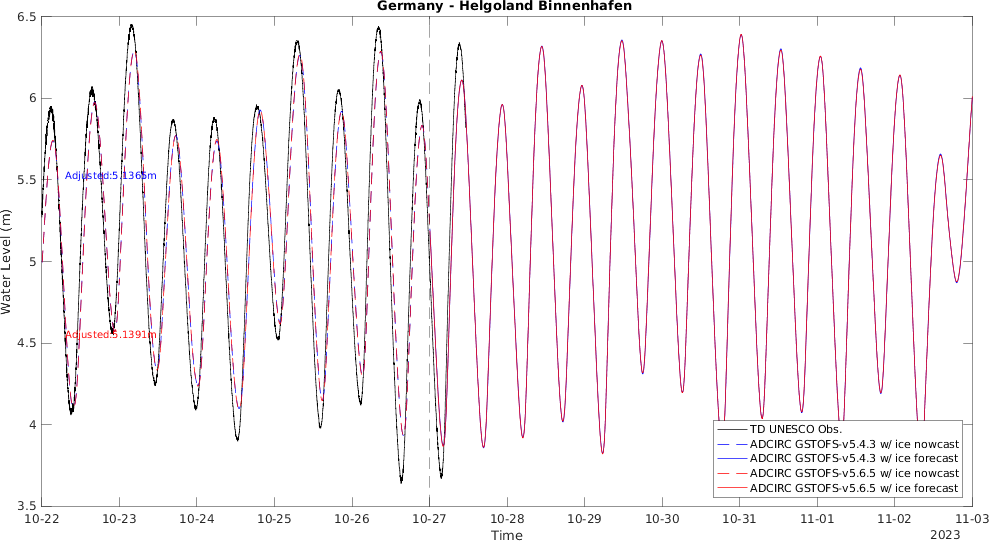 Germany - Helgoland Binnenhafen
Water Level (m)
6.5
6
5.5
5
4.5
4
3.5
Adjusted:5.1365m
Adjusted:5.1391m
TD UNESCO Obs.
ADCIRC GSTOFS-v5.4.3 w/ ice nowcast
ADCIRC GSTOFS-v5.4.3 w/ ice forecast
ADCIRC GSTOFS-v5.6.5 w/ ice nowcast
ADCIRC GSTOFS-v5.6.5 w/ ice forecast
10-22 10-23 10-24 10-25 10-26 10-27 10-28 10-29 10-30 10-31 11-01 11-02 11-03
Time
2023